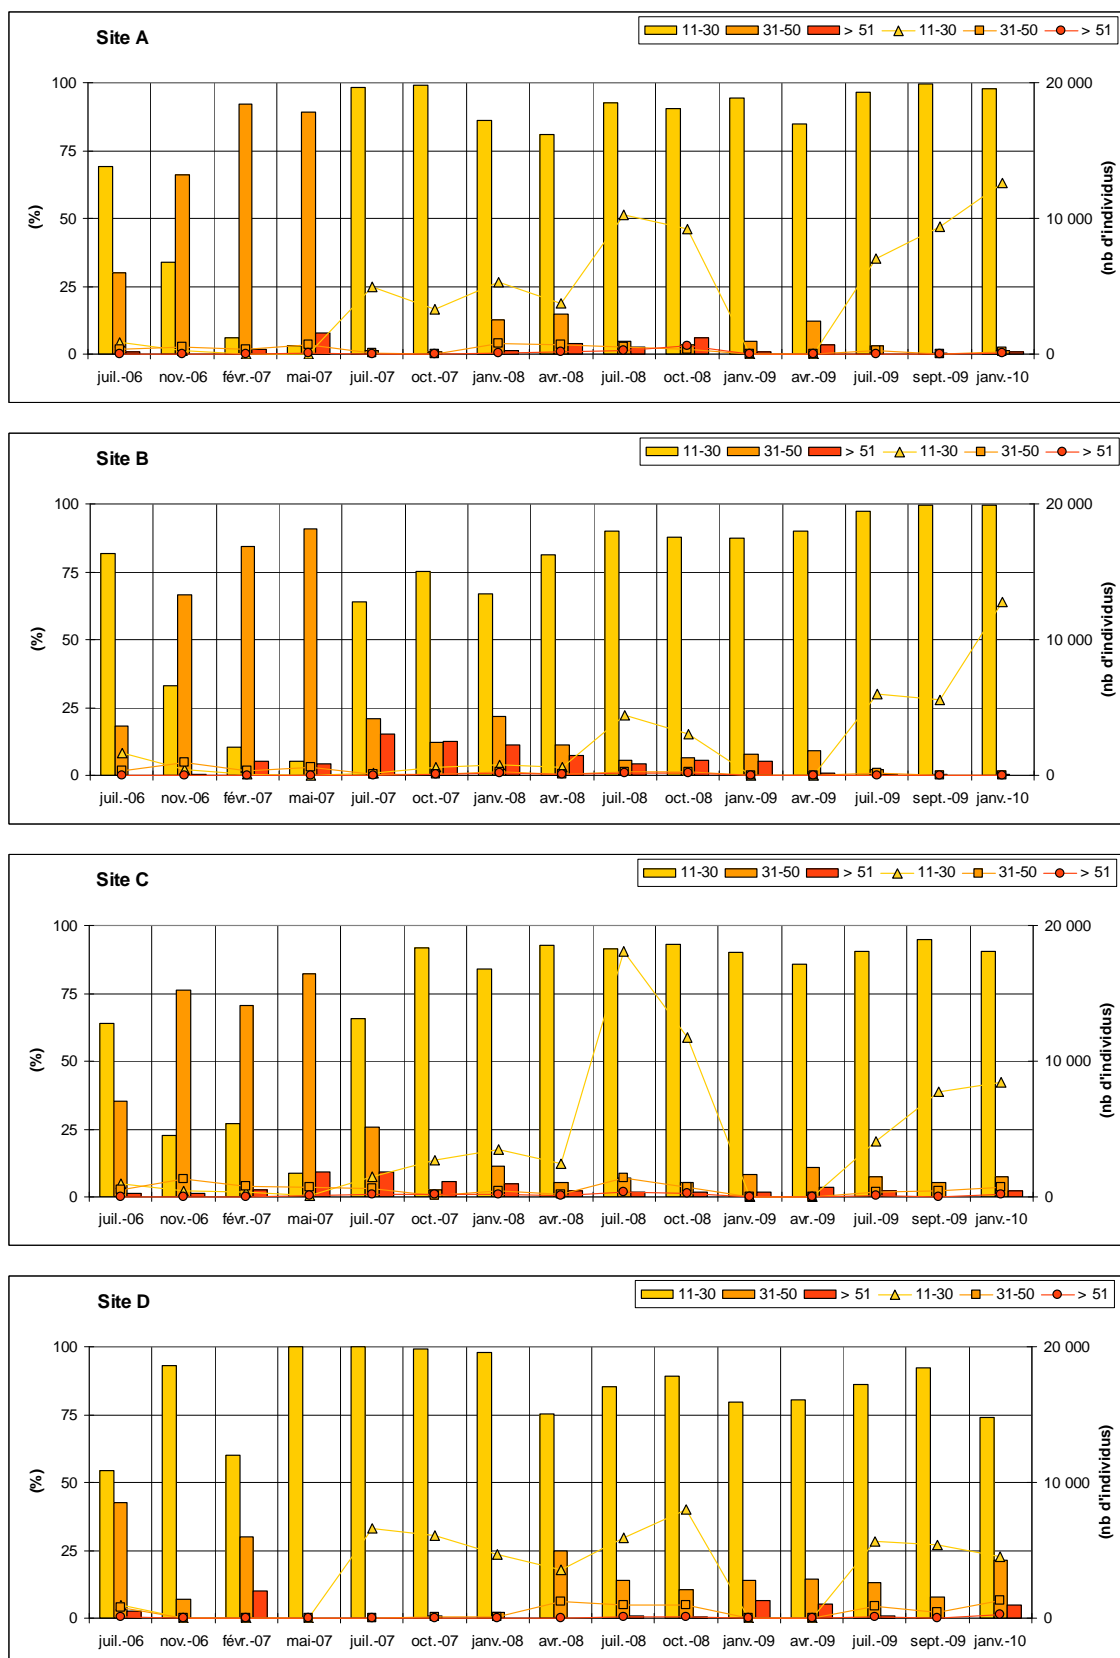 Site A
11-30 31-50 > 51 11-30 31-50 > 51
100 20 000
75
50 10 000
25
0 0
(%)
(nb d'individus)
juil.-06 nov.-06 févr.-07 mai-07 juil.-07 oct.-07 janv.-08 avr.-08 juil.-08 oct.-08 janv.-09 avr.-09 juil.-09 sept.-09 janv.-10
Site B
11-30 31-50 > 51 11-30 31-50 > 51
100 20 000
75
50 10 000
25
0 0
(%)
(nb d'individus)
juil.-06 nov.-06 févr.-07 mai-07 juil.-07 oct.-07 janv.-08 avr.-08 juil.-08 oct.-08 janv.-09 avr.-09 juil.-09 sept.-09 janv.-10
Site C
11-30 31-50 > 51 11-30 31-50 > 51
100 20 000
75
50 10 000
25
0 0
(%)
(nb d'individus)
juil.-06 nov.-06 févr.-07 mai-07 juil.-07 oct.-07 janv.-08 avr.-08 juil.-08 oct.-08 janv.-09 avr.-09 juil.-09 sept.-09 janv.-10
Site D
11-30 31-50 > 51 11-30 31-50 > 51
100 20 000
75
50 10 000
25
0 0
(%)
(nb d'individus)
juil.-06 nov.-06 févr.-07 mai-07 juil.-07 oct.-07 janv.-08 avr.-08 juil.-08 oct.-08 janv.-09 avr.-09 juil.-09 sept.-09 janv.-10